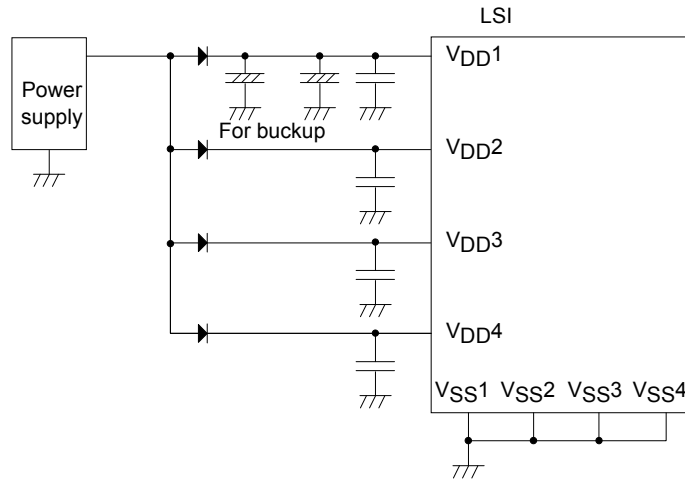 LSI
Power
supply
VDD1
For buckup
VDD2
VDD3
VDD4
VSS1 VSS2 VSS3 VSS4